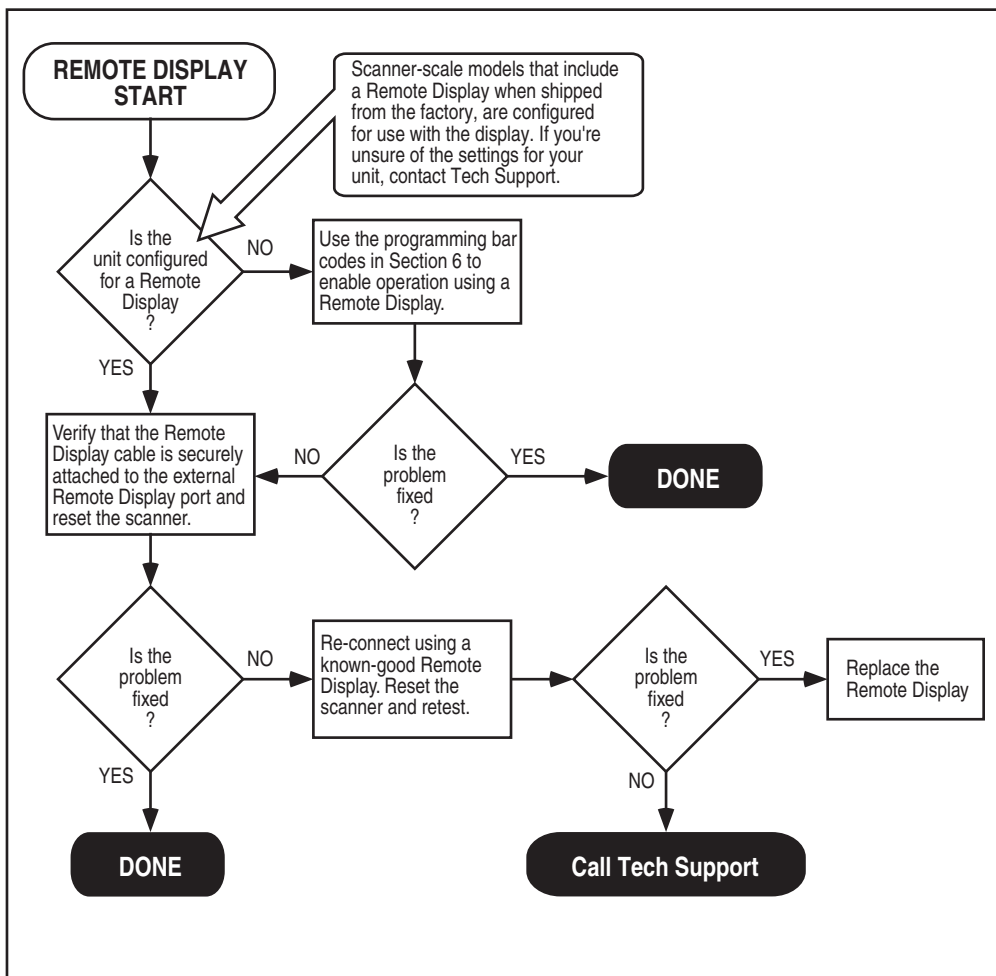 REMOTE DISPLAY
START
Scanner-scale models that include
a Remote Display when shipped
from the factory, are configured
for use with the display. If you're
unsure of the settings for your
unit, contact Tech Support.
Is the
unit configured
for a Remote
Display
?
NO
Use the programming bar
codes in Section 6 to
enable operation using a
Remote Display.
YES
Verify that the Remote
Display cable is securely
attached to the external
Remote Display port and
reset the scanner.
NO
Is the
problem
fixed
?
YES
DONE
Is the
problem
fixed
?
NO
Re-connect using a
known-good Remote
Display. Reset the
scanner and retest.
Is the
problem
fixed
?
YES
Replace the
Remote Display
YES
NO
DONE
Call Tech Support